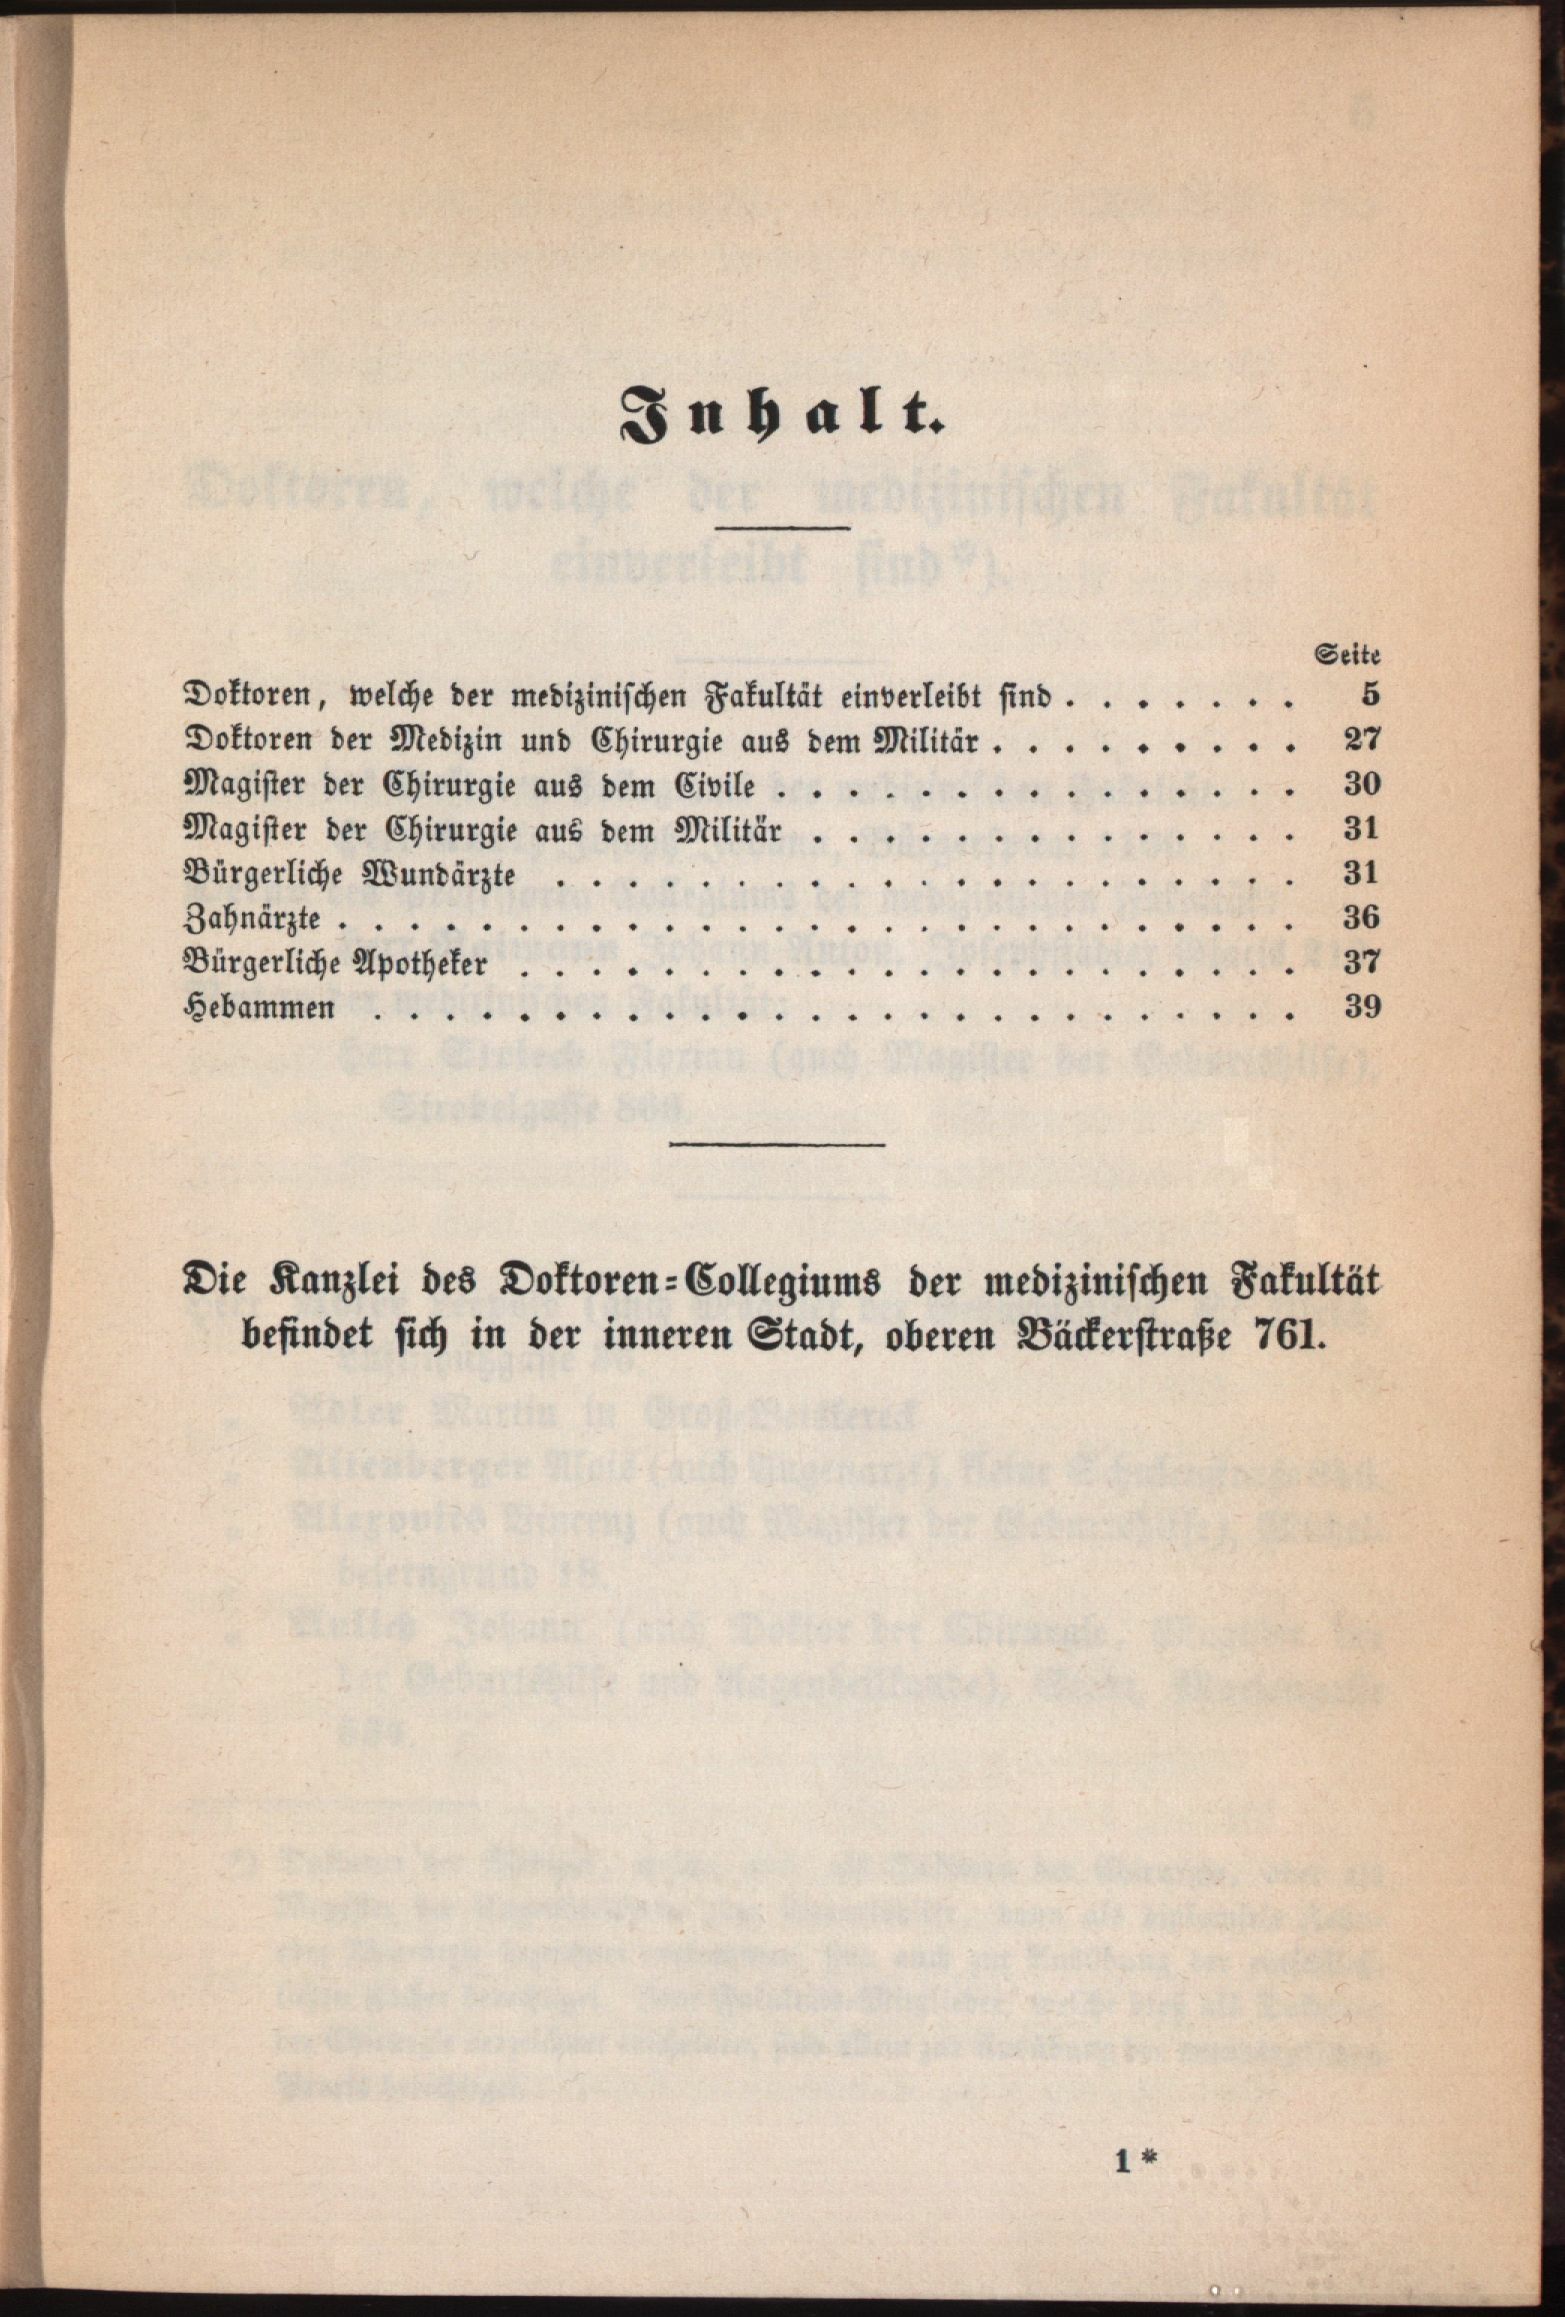 Inhalt.
Seite
Doktoren, welche der medizinischen Fakultät einverleibt sind . . . . . . . 5
Doktoren der Medizin und Chirurgie aus dem Militär . . . . . . . . . 27
Magister der Chirurgie aus dem Civile . . . . . . . . . . . . . . . 30
Magister der Chirurgie aus dem Militär . . . . . . . . . . . . . . 31
Bürgerliche Wundärzte . . . . . . . . . . . . . . . . . . . . . 31
Zahnärzte . . . . . . . . . . . . . . . . . . . . . . . . . . . 36
Bürgerliche Apotheker . . . . . . . . . . . . . . . . . . . . . . 37
Hebammen . . . . . . . . . . . . . . . . . . . . . . . . . . 39
Die Kanzlei des Doktoren-Collegiums der medizinischen Fakultät
befindet sich in der inneren Stadt, oberen Bäckerstraße 761.
1*